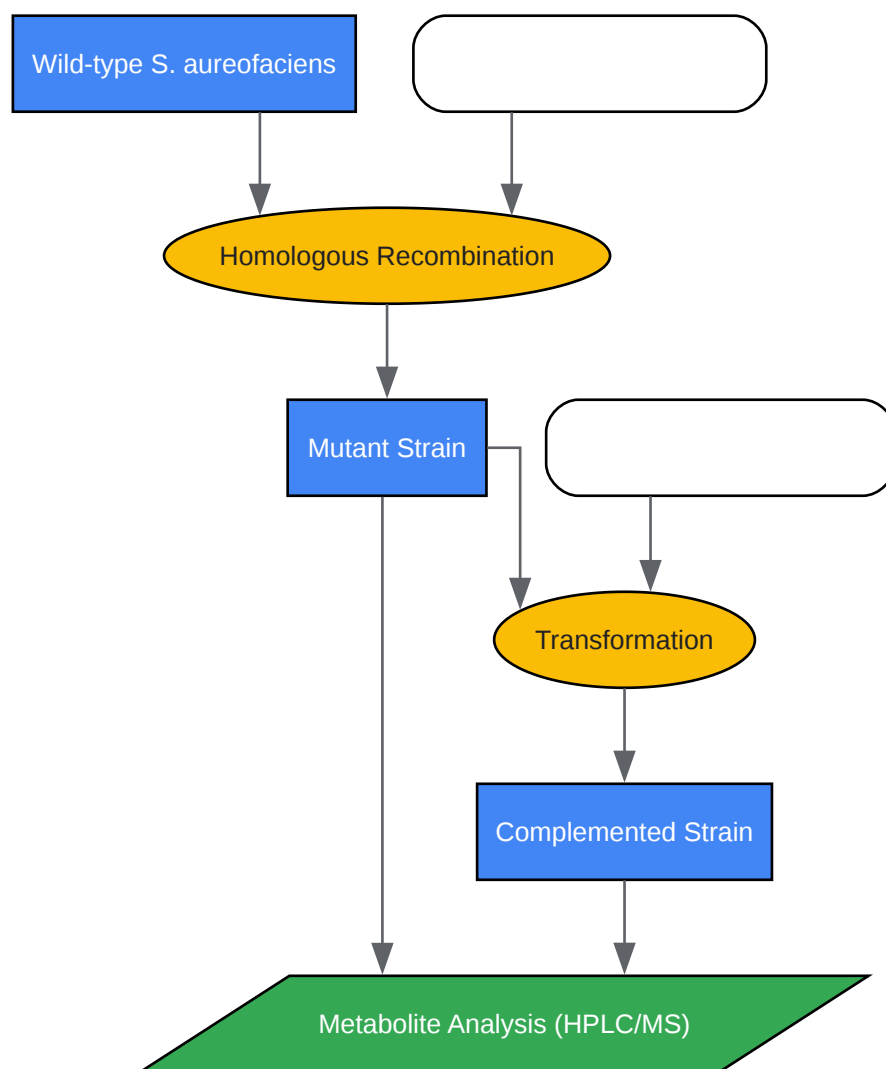 Wild-type S. aureofaciens
Homologous Recombination
Mutant Strain
Transformation
Complemented Strain
Metabolite Analysis (HPLC/MS)